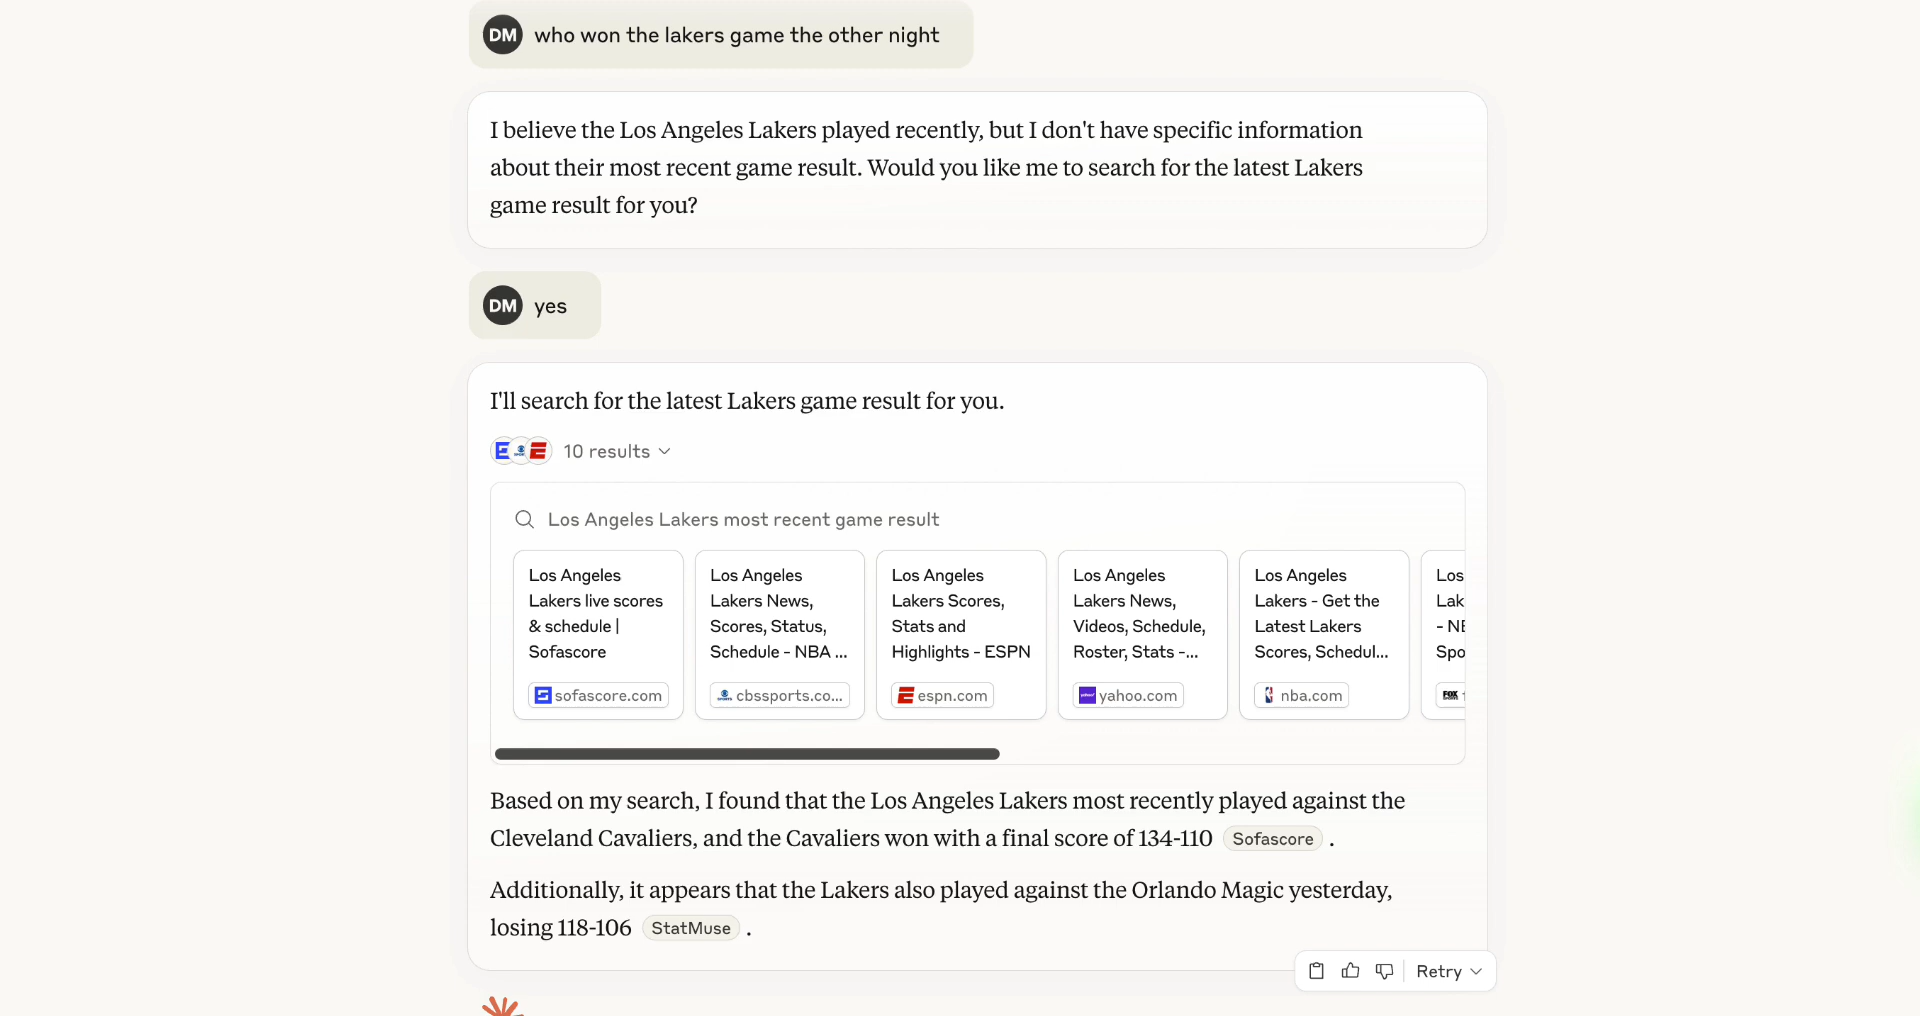 DM who won the lakers game the other night
I believe the Los Angeles Lakers played recently, but I don't have specific information
about their most recent game result. Would you like me to search for the latest Lakers
game result for you?
DM yes
I'll search for the latest Lakers game result for you.
10 results
Los Angeles Lakers most recent game result
Los Angeles
Lakers live scores
& schedule |
Sofascore
sofascore.com
Los Angeles
Lakers News,
Scores, Status,
Schedule - NBA ...
cbssports.co...
Los Angeles
Lakers Scores,
Stats and
Highlights - ESPN
espn.com
Los Angeles
Lakers News,
Videos, Schedule,
Roster, Stats -...
yahoo.com
Los Angeles
Lakers - Get the
Latest Lakers
Scores, Schedul...
nba.com
Los
Lak
- NB
Spo
FOX
Based on my search, I found that the Los Angeles Lakers most recently played against the
Cleveland Cavaliers, and the Cavaliers won with a final score of 134-110 Sofascore .
Additionally, it appears that the Lakers also played against the Orlando Magic yesterday,
losing 118-106 StatMuse .
Retry